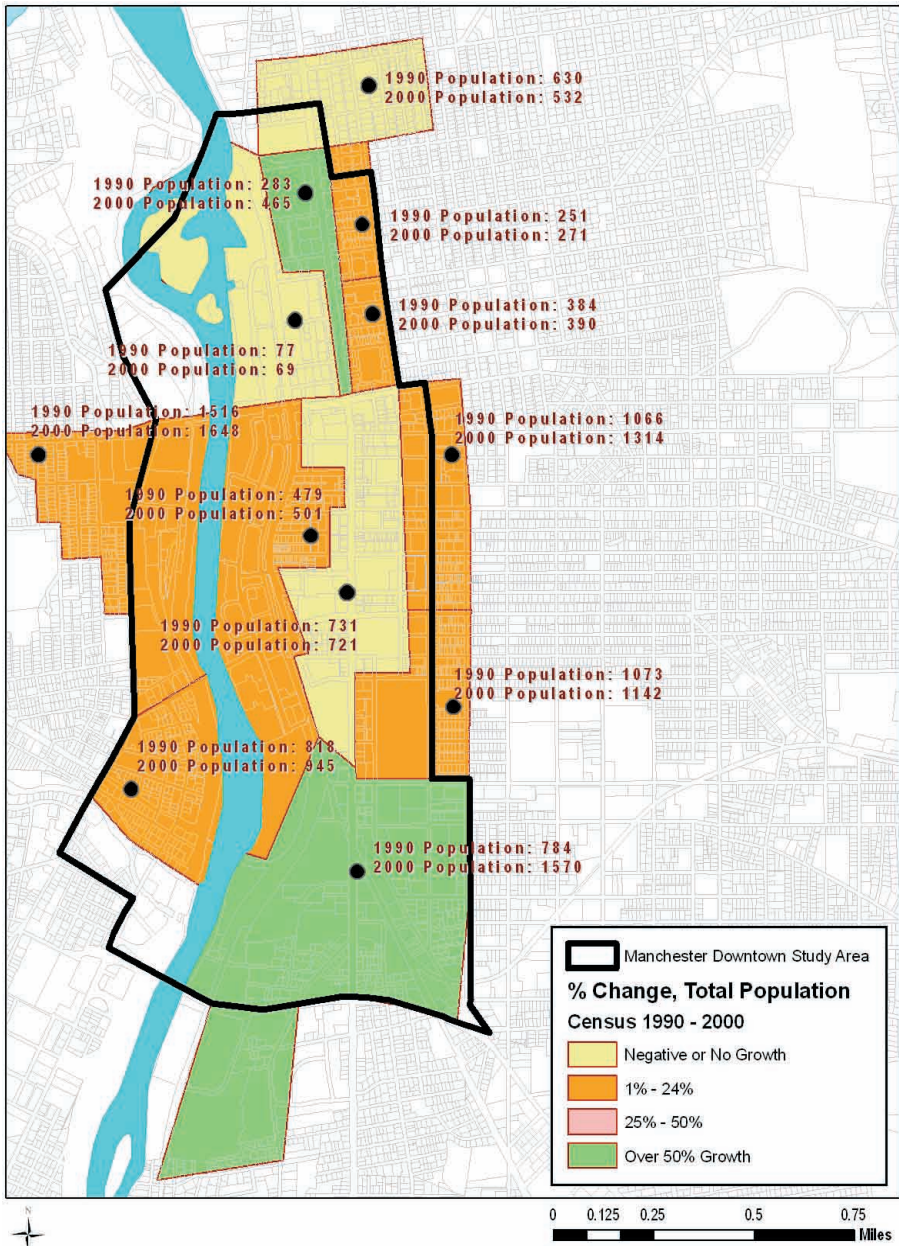 1990 Population: 630
2000 Population: 532
1990 Population: 283
2000 Population: 465
1990 Population: 251
2000 Population: 271
1990 Population: 384
2000 Population: 390
1990 Population: 77
2000 Population: 69
1990 Population: 1516
2000 Population: 1648
1990 Population: 1066
2000 Population: 1314
1990 Population: 479
2000 Population: 501
1990 Population: 731
2000 Population: 721
1990 Population: 1073
2000 Population: 1142
1990 Population: 818
2000 Population: 945
1990 Population: 784
2000 Population: 1570
Manchester Downtown Study Area
% Change, Total Population
Census 1990 - 2000
Negative or No Growth
1% - 24%
25% - 50%
Over 50% Growth
N
0 0.125 0.25 0.5 0.75
Miles